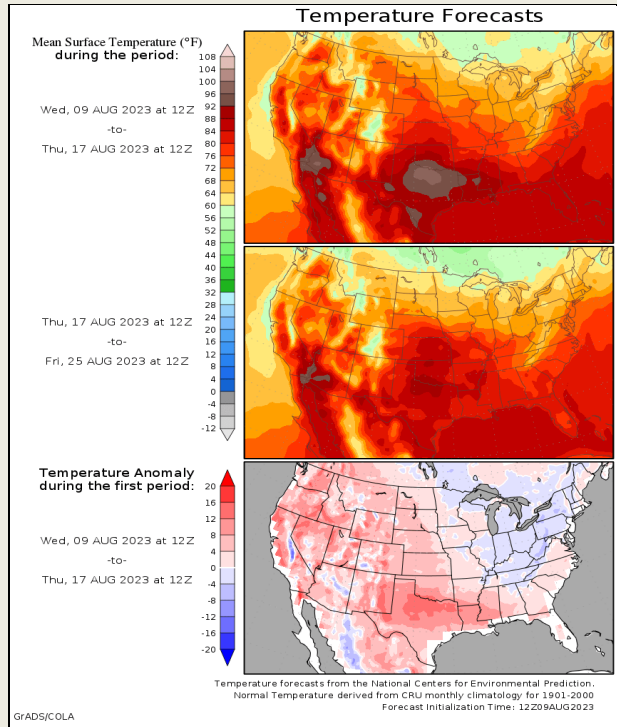 Temperature Forecasts
Mean Surface Temperature (°F)
during the period:
Wed, 09 AUG 2023 at 12Z
-to-
Thu, 17 AUG 2023 at 12Z
108
104
100
96
92
88
84
80
76
72
68
64
60
56
52
48
44
40
36
32
28
24
20
16
12
8
4
0
-4
-8
-12
Thu, 17 AUG 2023 at 12Z
-to-
Fri, 25 AUG 2023 at 12Z
Temperature Anomaly
during the first period:
Wed, 09 AUG 2023 at 12Z
-to-
Thu, 17 AUG 2023 at 12Z
20
16
12
8
4
0
-4
-8
-12
-16
-20
Temperature forecasts from the National Centers for Environmental Prediction.
Normal Temperature derived from CRU monthly climatology for 1901-2000
Forecast Initialization Time: 12Z09AUG2023
GrADS/COLA